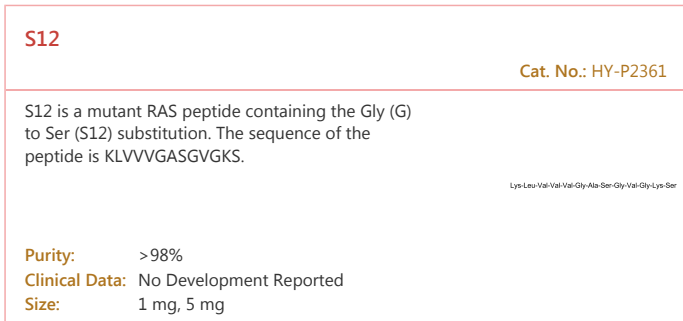 S12
Cat. No.: HY-P2361
S12 is a mutant RAS peptide containing the Gly (G)
to Ser (S12) substitution. The sequence of the
peptide is KLVVVGASGVGKS.
Lys-Leu-Val-Val-Val-Gly-Ala-Ser-Gly-Val-Gly-Lys-Ser
Purity: >98%
Clinical Data: No Development Reported
Size: 1 mg, 5 mg